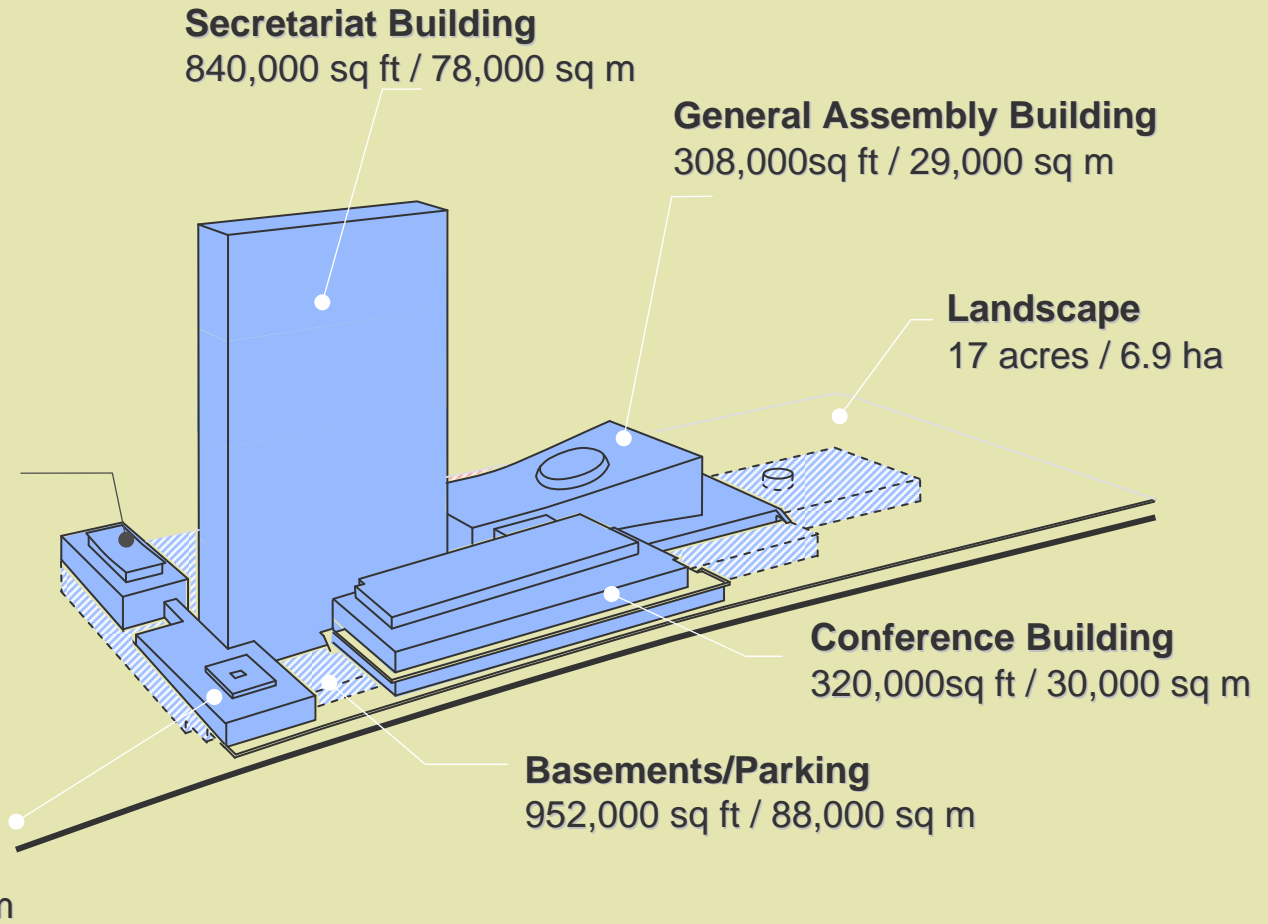 Secretariat Building
840,000 sq ft / 78,000 sq m
General Assembly Building
308,000sq ft / 29,000 sq m
Landscape
17 acres / 6.9 ha
Conference Building
320,000sq ft / 30,000 sq m
Basements/Parking
952,000 sq ft / 88,000 sq m